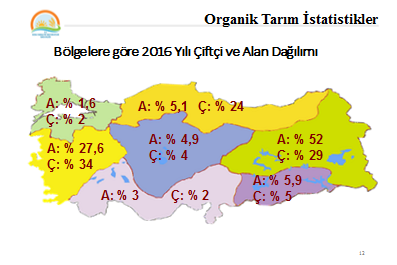 Organik Tarım İstatistikler
Bölgelere göre 2016 Yılı Çiftçi ve Alan Dağılımı
A: % 1,6
Ç: % 2
A: % 5,1 Ç: % 24
A: % 4,9
Ç: % 4
A: % 52
Ç: % 29
A: % 27,6
Ç: % 34
A: % 3 Ç: % 2
A: % 5,9
Ç: % 5
12